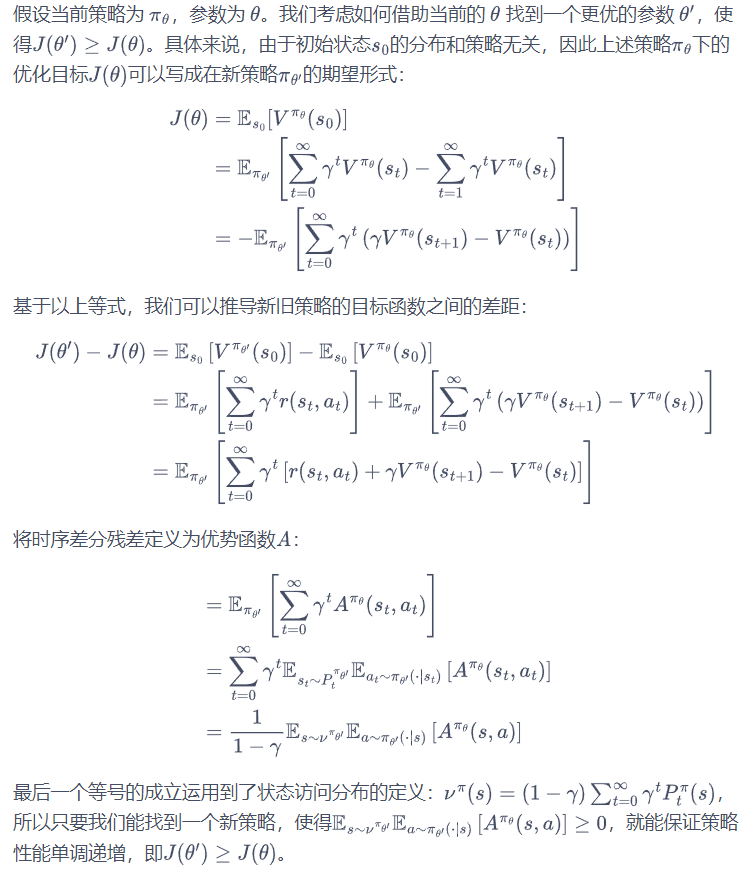 假设当前策略为 $\pi_\theta$，参数为 $\theta$。我们考虑如何借助当前的 $\theta$ 找到一个更优的参数 $\theta'$，使
得$J(\theta') \geq J(\theta)$。具体来说，由于初始状态$s_0$的分布和策略无关，因此上述策略$\pi_\theta$下的
优化目标$J(\theta)$可以写成在新策略$\pi_{\theta'}$的期望形式：
$J(\theta) = \mathbb{E}_{s_0}[V^{\pi_\theta}(s_0)]$
$= \mathbb{E}_{\pi_{\theta'}}\left[\sum_{t=0}^{\infty} \gamma^t V^{\pi_\theta}(s_t) - \sum_{t=1}^{\infty} \gamma^t V^{\pi_\theta}(s_t)\right]$
$= -\mathbb{E}_{\pi_{\theta'}}\left[\sum_{t=0}^{\infty} \gamma^t \left(\gamma V^{\pi_\theta}(s_{t+1}) - V^{\pi_\theta}(s_t)\right)\right]$
基于以上等式，我们可以推导新旧策略的目标函数之间的差距：
$J(\theta') - J(\theta) = \mathbb{E}_{s_0}\left[V^{\pi_{\theta'}}(s_0)\right] - \mathbb{E}_{s_0}\left[V^{\pi_\theta}(s_0)\right]$
$= \mathbb{E}_{\pi_{\theta'}}\left[\sum_{t=0}^{\infty} \gamma^t r(s_t, a_t)\right] + \mathbb{E}_{\pi_{\theta'}}\left[\sum_{t=0}^{\infty} \gamma^t \left(\gamma V^{\pi_\theta}(s_{t+1}) - V^{\pi_\theta}(s_t)\right)\right]$
$= \mathbb{E}_{\pi_{\theta'}}\left[\sum_{t=0}^{\infty} \gamma^t \left[r(s_t, a_t) + \gamma V^{\pi_\theta}(s_{t+1}) - V^{\pi_\theta}(s_t)\right]\right]$
将时序差分残差定义为优势函数$A$：
$= \mathbb{E}_{\pi_{\theta'}}\left[\sum_{t=0}^{\infty} \gamma^t A^{\pi_\theta}(s_t, a_t)\right]$
$= \sum_{t=0}^{\infty} \gamma^t \mathbb{E}_{s_t \sim P_t^{\pi_{\theta'}}} \mathbb{E}_{a_t \sim \pi_{\theta'}(\cdot|s_t)}\left[A^{\pi_\theta}(s_t, a_t)\right]$
$= \frac{1}{1-\gamma} \mathbb{E}_{s \sim \nu^{\pi_{\theta'}}} \mathbb{E}_{a \sim \pi_{\theta'}(\cdot|s)}\left[A^{\pi_\theta}(s, a)\right]$
最后一个等号的成立运用到了状态访问分布的定义：$\nu^\pi(s) = (1-\gamma)\sum_{t=0}^{\infty} \gamma^t P_t^\pi(s)$，
所以只要我们能找到一个新策略，使得$\mathbb{E}_{s \sim \nu^{\pi_{\theta'}}} \mathbb{E}_{a \sim \pi_{\theta'}(\cdot|s)}\left[A^{\pi_\theta}(s, a)\right] \geq 0$，就能保证策略
性能单调递增，即$J(\theta') \geq J(\theta)$。